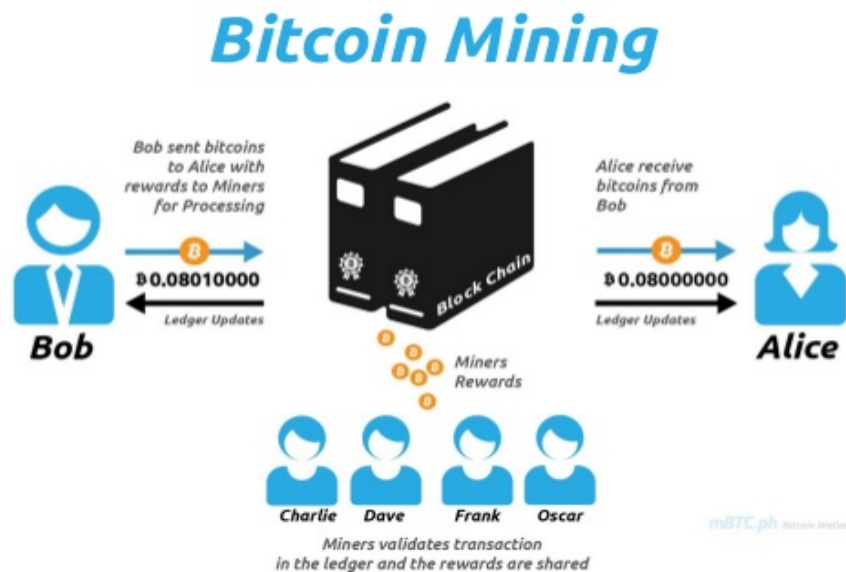 Bitcoin Mining
Bob sent bitcoins
to Alice with
rewards to Miners
for Processing
₿0.08010000
Ledger Updates
Bob
Block Chain
Alice receive
bitcoins from
Bob
₿0.08000000
Ledger Updates
Alice
Miners
Rewards
Charlie Dave Frank Oscar
Miners validates transaction
in the ledger and the rewards are shared
mBTC.ph Bitcoin Wallet